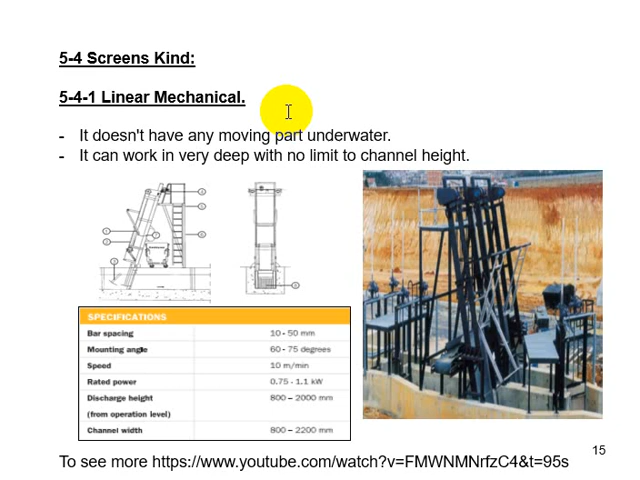 5-4 Screens Kind:
5-4-1 Linear Mechanical.
- It doesn't have any moving part underwater.
- It can work in very deep with no limit to channel height.
SPECIFICATIONS
Bar spacing 10 - 50 mm
Mounting angle 60 - 75 degrees
Speed 10 m/min
Rated power 0.75 - 1.1 kW
Discharge height 800 – 2000 mm
(from operation level)
Channel width 800 – 2200 mm
15
To see more https://www.youtube.com/watch?v=FMWNMNrfzC4&t=95s